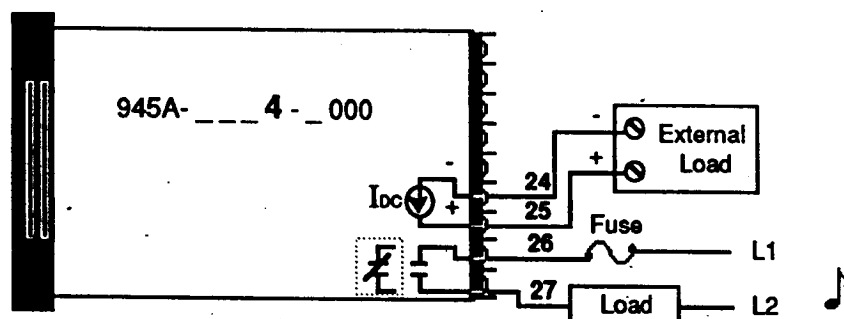 945A- _ _ _ 4 - _ 000
-
External
Load
+
24
-
IDC
+
25
Fuse
26
L1
27
Load
L2